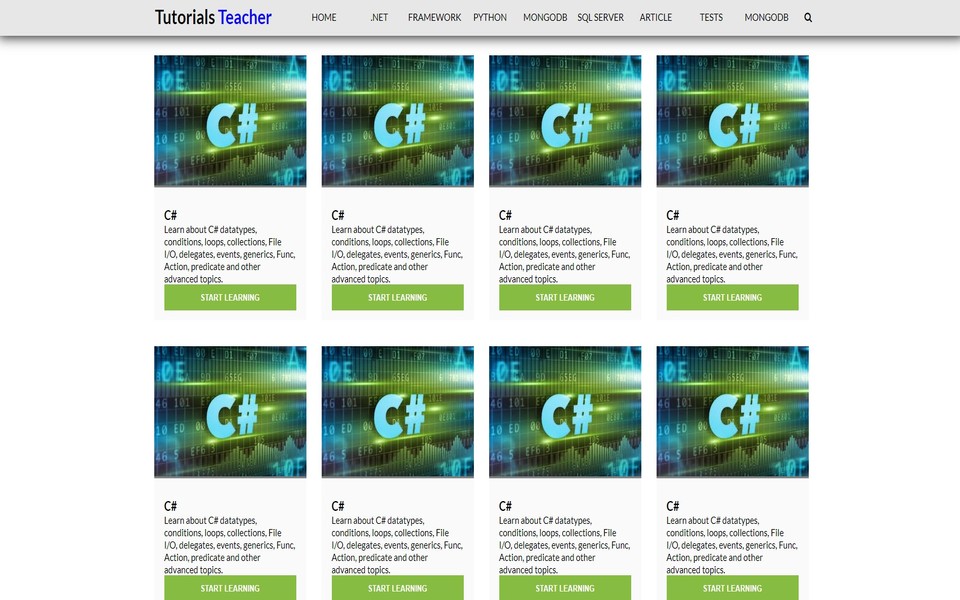 Tutorials Teacher HOME .NET FRAMEWORK PYTHON MONGODB SQL SERVER ARTICLE TESTS MONGODB
C# C# C# C#
C#
Learn about C# datatypes,
conditions, loops, collections, File
I/O, delegates, events, generics, Func,
Action, predicate and other
advanced topics.
START LEARNING
C#
Learn about C# datatypes,
conditions, loops, collections, File
I/O, delegates, events, generics, Func,
Action, predicate and other
advanced topics.
START LEARNING
C#
Learn about C# datatypes,
conditions, loops, collections, File
I/O, delegates, events, generics, Func,
Action, predicate and other
advanced topics.
START LEARNING
C#
Learn about C# datatypes,
conditions, loops, collections, File
I/O, delegates, events, generics, Func,
Action, predicate and other
advanced topics.
START LEARNING
C# C# C# C#
C#
Learn about C# datatypes,
conditions, loops, collections, File
I/O, delegates, events, generics, Func,
Action, predicate and other
advanced topics.
START LEARNING
C#
Learn about C# datatypes,
conditions, loops, collections, File
I/O, delegates, events, generics, Func,
Action, predicate and other
advanced topics.
START LEARNING
C#
Learn about C# datatypes,
conditions, loops, collections, File
I/O, delegates, events, generics, Func,
Action, predicate and other
advanced topics.
START LEARNING
C#
Learn about C# datatypes,
conditions, loops, collections, File
I/O, delegates, events, generics, Func,
Action, predicate and other
advanced topics.
START LEARNING